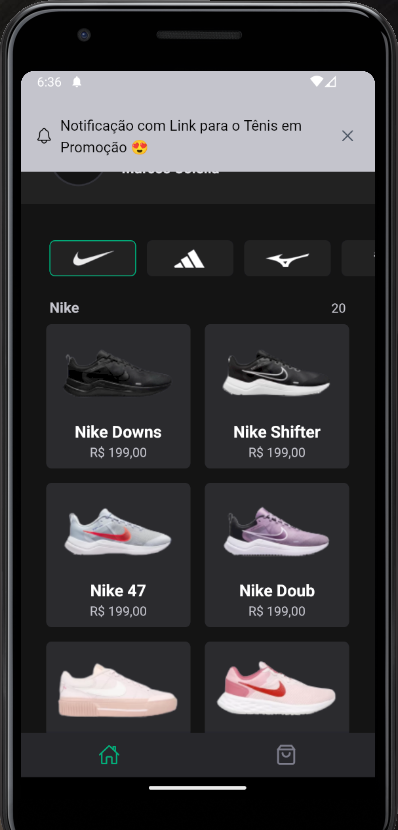 6:36
Notificação com Link para o Tênis em
Promoção 😍
Nike
20
Nike Downs
Nike Shifter
R$ 199,00
R$ 199,00
Nike 47
Nike Doub
R$ 199,00
R$ 199,00